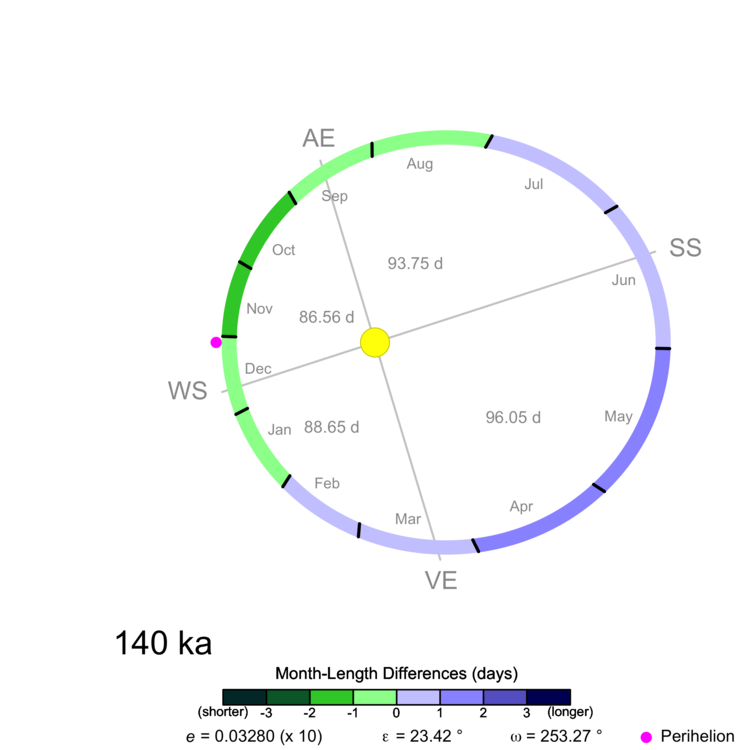 AE
Aug
Jul
Sep
SS
Oct
93.75 d
Jun
Nov
86.56 d
Dec
WS
May
96.05 d
Jan
88.65 d
Feb
Apr
Mar
VE
140 ka
Month-Length Differences (days)
(shorter) -3 -2 -1 0 1 2 3 (longer)
e = 0.03280 (x 10) ε = 23.42 ° ω = 253.27 ° Perihelion